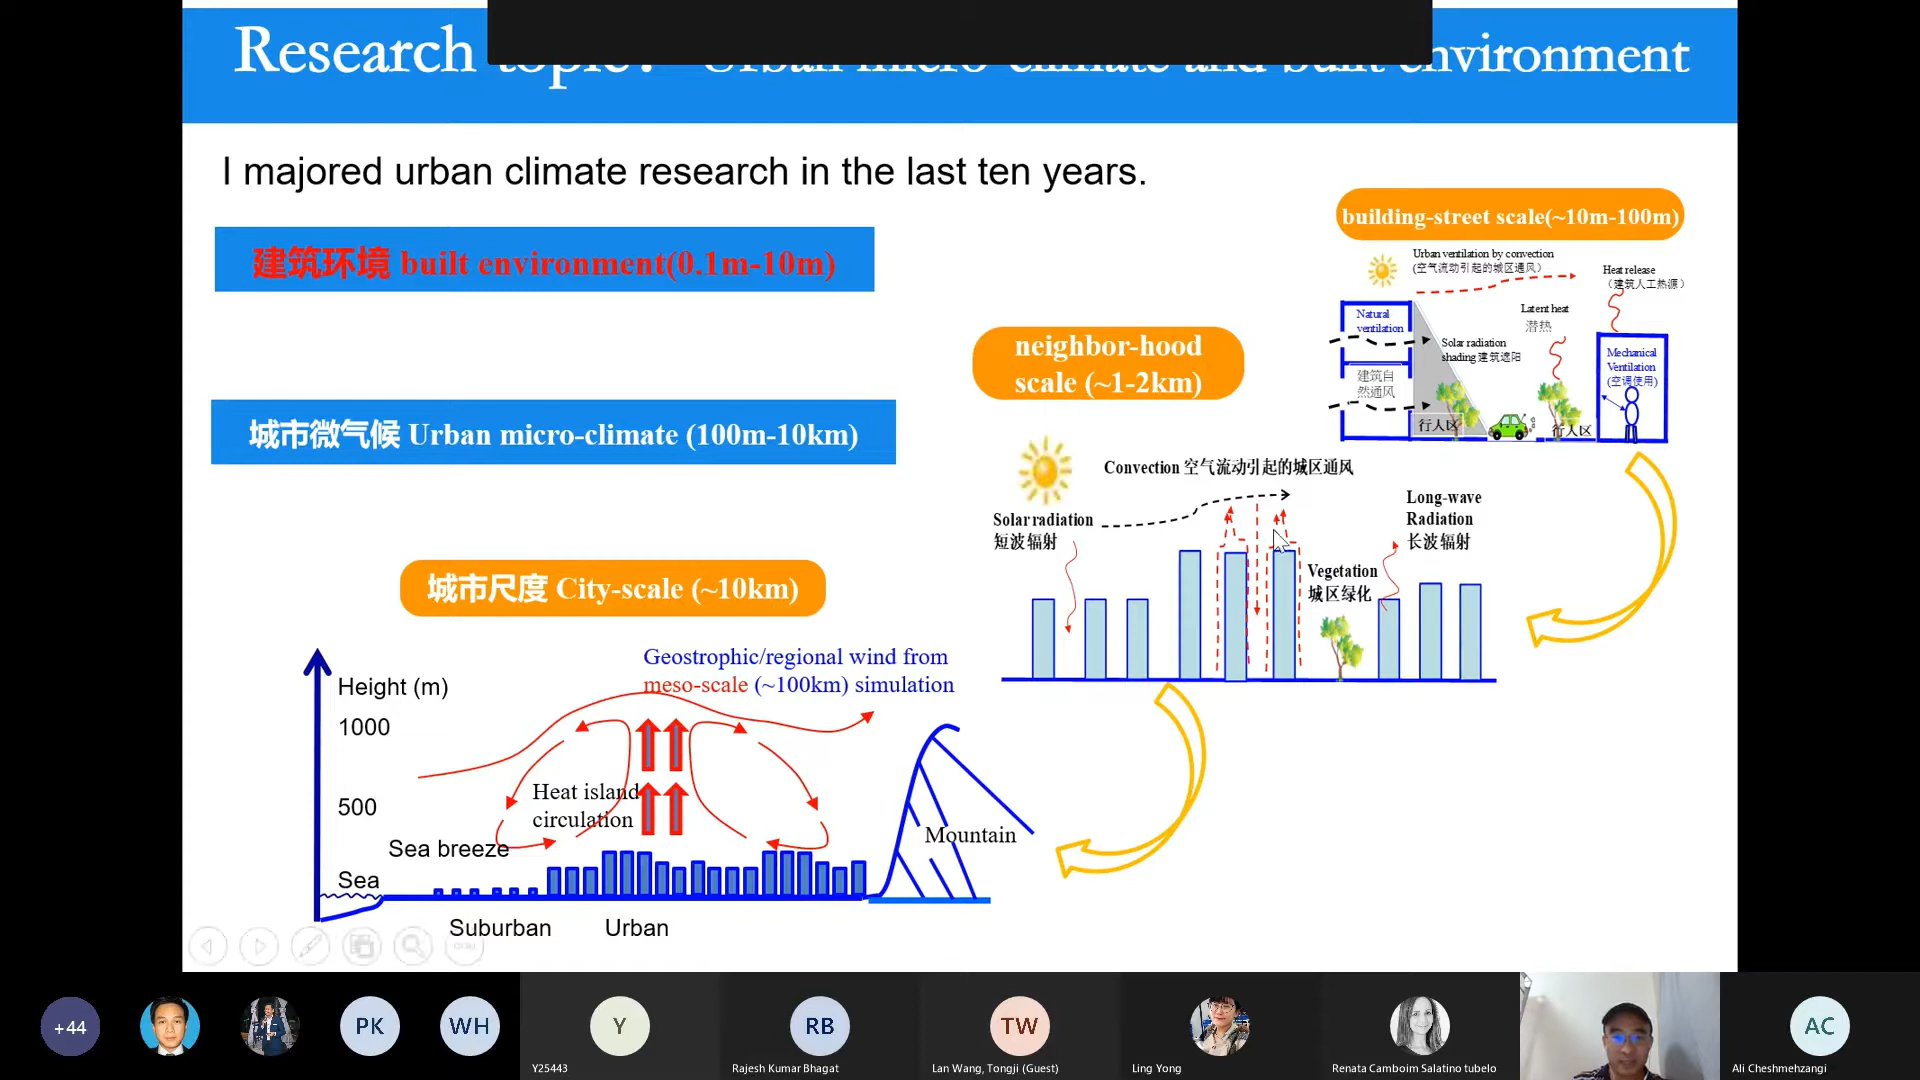 Research topic: Urban micro-climate and built environment
I majored urban climate research in the last ten years.
建筑环境 built environment(0.1m-10m)
城市微气候 Urban micro-climate (100m-10km)
城市尺度 City-scale (~10km)
building-street scale(~10m-100m)
Urban ventilation by convection
(空气流动引起的城区通风)
Heat release
(建筑人工热源)
Latent heat
潜热
Natural
ventilation
Solar radiation
shading 建筑遮阳
建筑自
然通风
Mechanical
Ventilation
(空调使用)
行人区
行人区
neighbor-hood
scale (~1-2km)
Convection 空气流动引起的城区通风
Solar radiation
短波辐射
Long-wave
Radiation
长波辐射
Vegetation
城区绿化
Geostrophic/regional wind from
meso-scale (~100km) simulation
Height (m)
1000
500
Heat island
circulation
Sea breeze
Sea
Mountain
Suburban
Urban
+44
PK
WH
Y
Y25443
RB
Rajesh Kumar Bhagat
TW
Lan Wang, Tongji (Guest)
Ling Yong
Renata Camboim Salatino tubelo
AC
Ali Cheshmehzangi